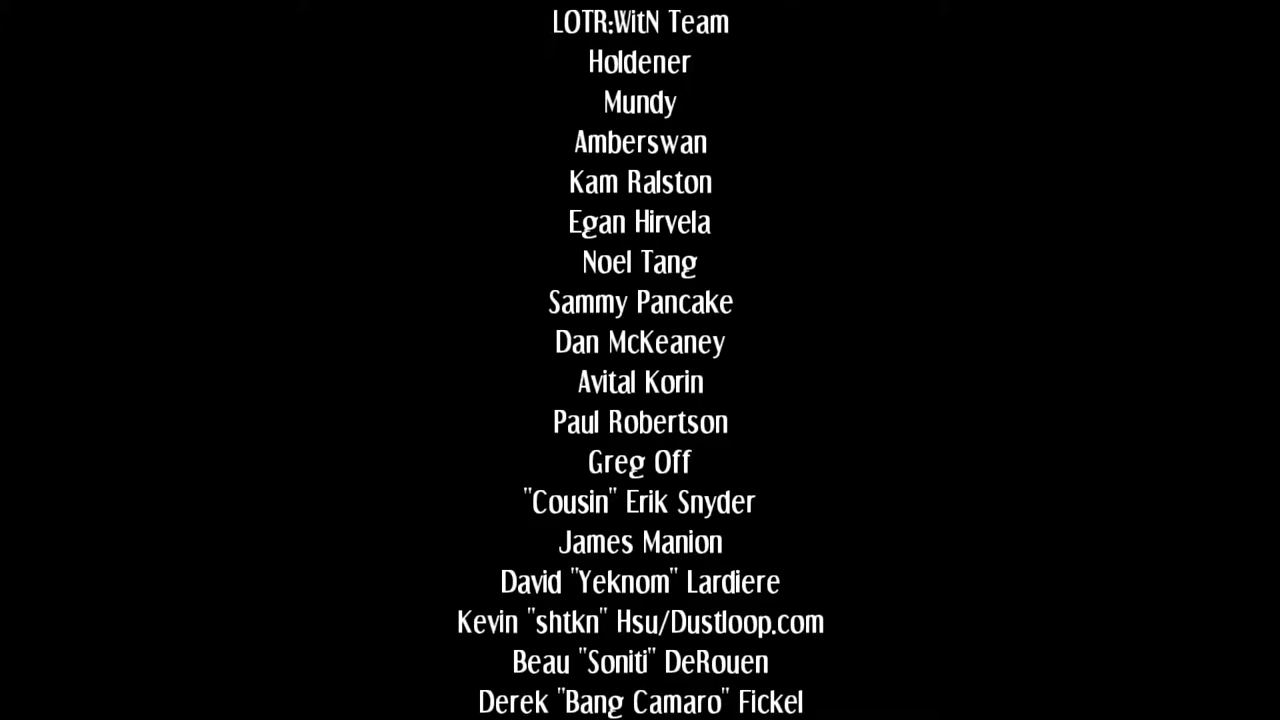 LOTR:WitN Team
Holdener
Mundy
Amberswan
Kam Ralston
Egan Hirvela
Noel Tang
Sammy Pancake
Dan McKeaney
Avital Korin
Paul Robertson
Greg Off
"Cousin" Erik Snyder
James Manion
David "Yeknom" Lardiere
Kevin "shtkn" Hsu/Dustloop.com
Beau "Soniti" DeRouen
Derek "Bang Camaro" Fickel